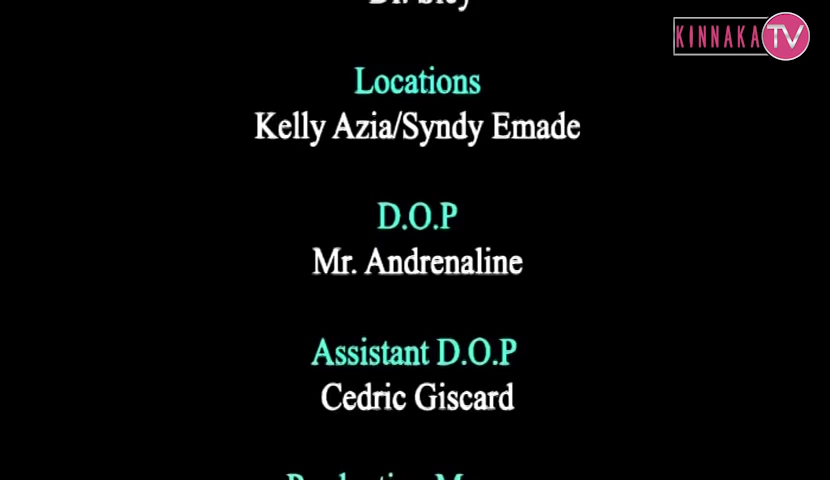 KINNAKA TV
Locations
Kelly Azia/Syndy Emade
D.O.P
Mr. Andrenaline
Assistant D.O.P
Cedric Giscard